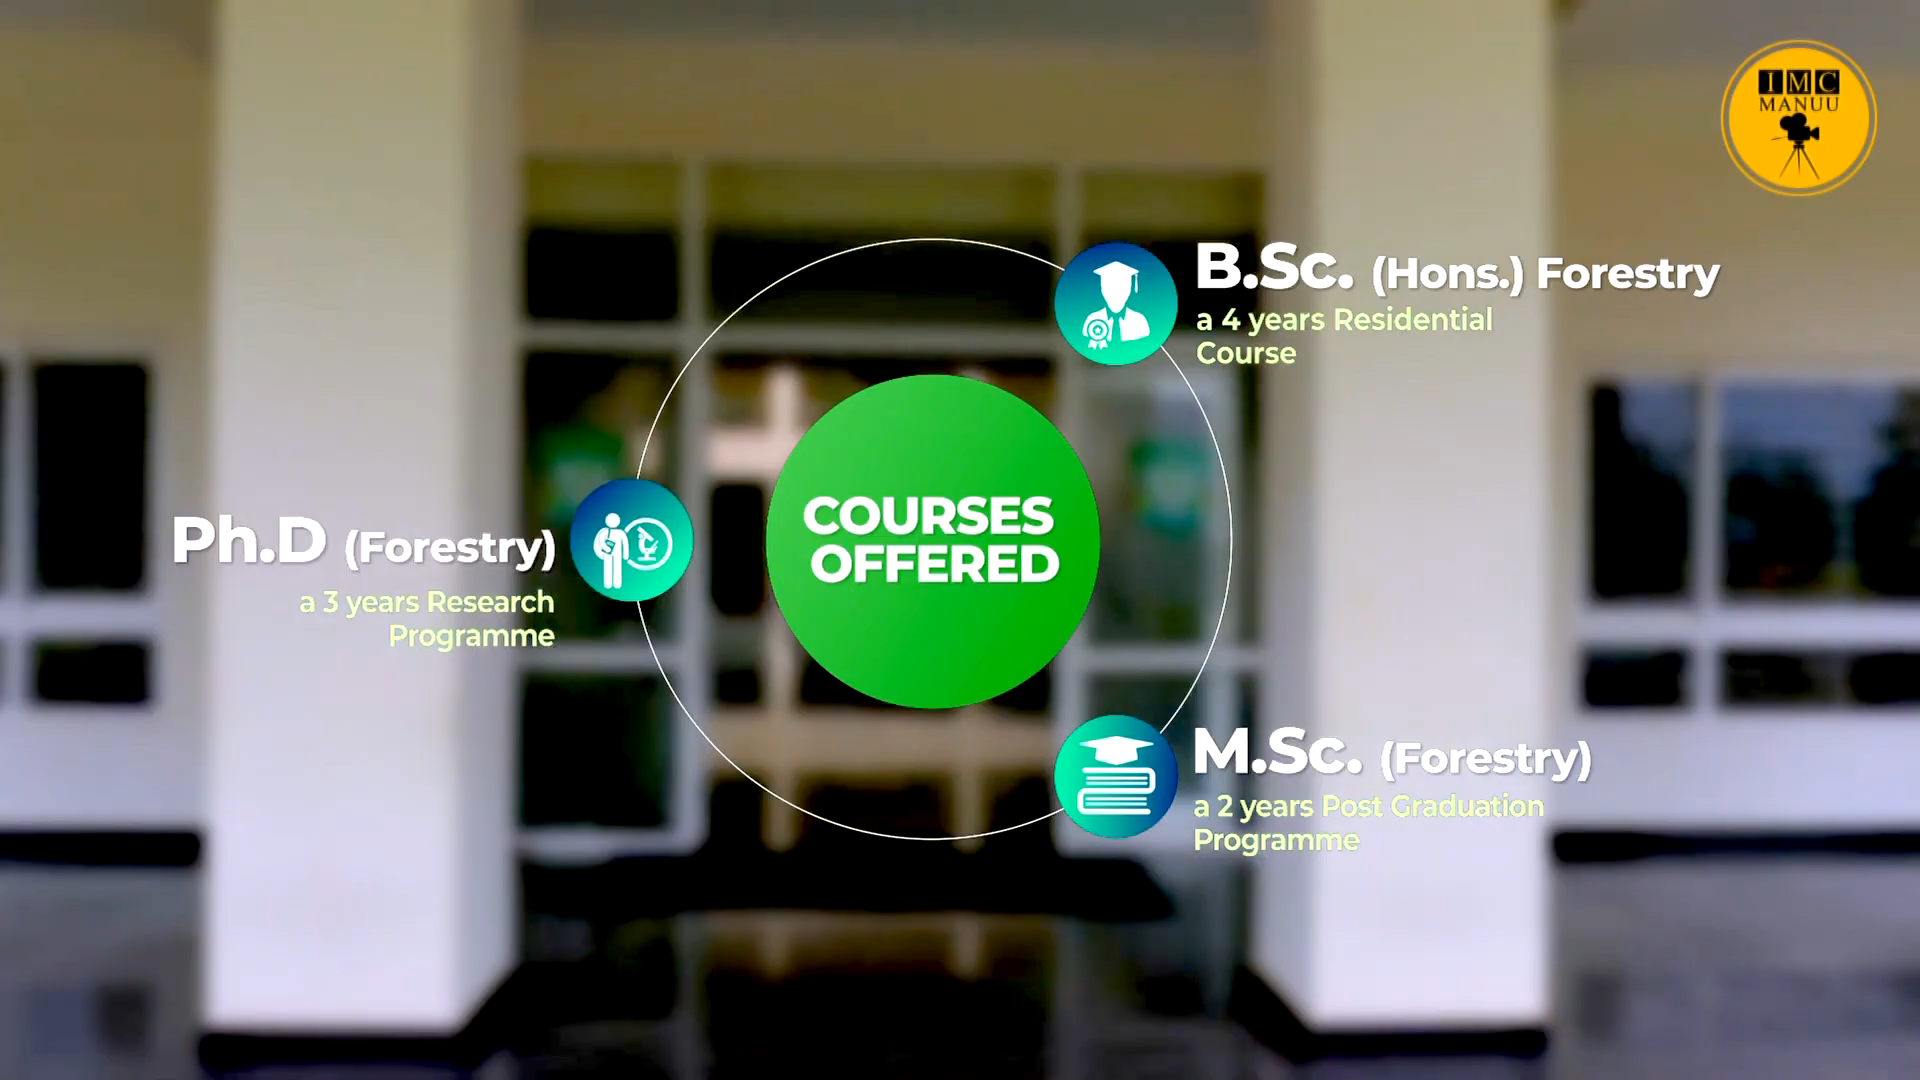 IMC
MANUU
B.Sc. (Hons.) Forestry
a 4 years Residential
Course
COURSES
OFFERED
Ph.D (Forestry)
a 3 years Research
Programme
M.Sc. (Forestry)
a 2 years Post Graduation
Programme